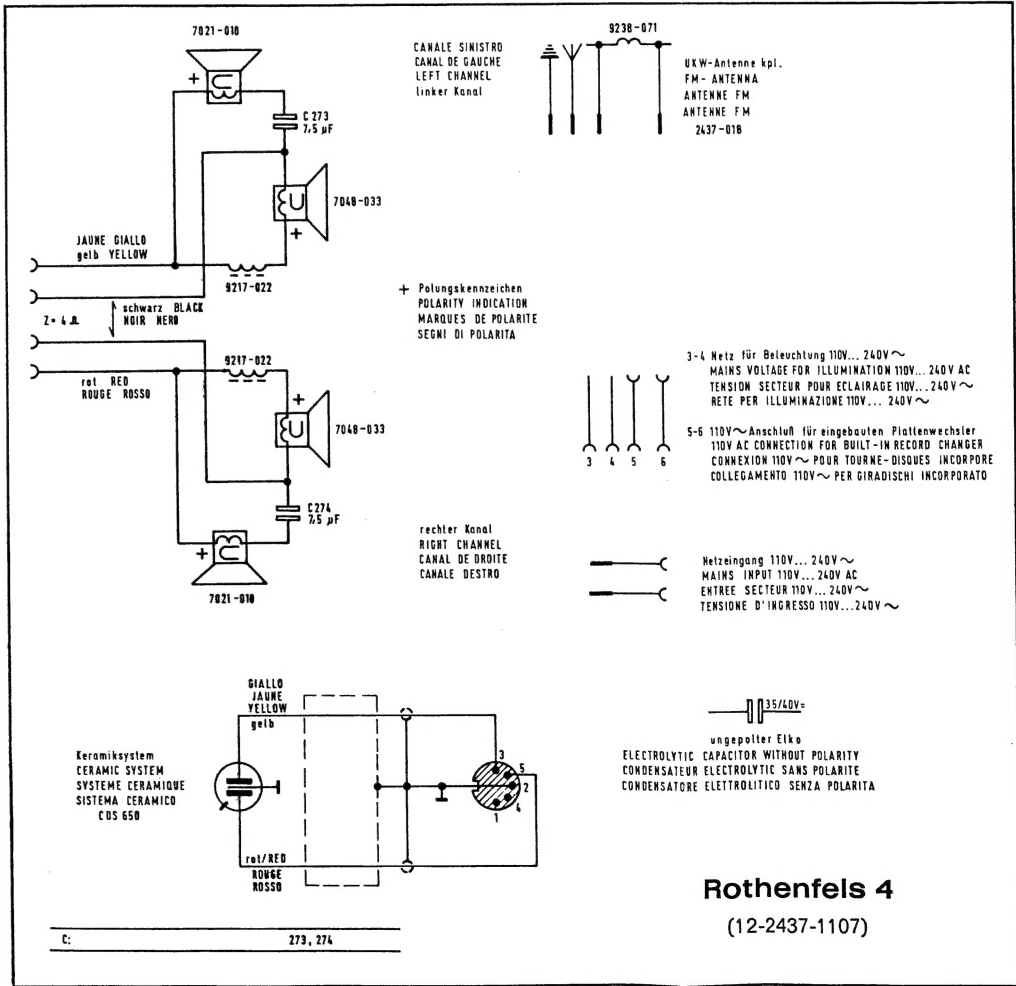 7021-010
+
C 273
7,5 µF
7048-033
+
JAUNE GIALLO
gelb YELLOW
9217-022
schwarz BLACK
NOIR NERO
Z = 4 Ω
9217-022
rot RED
ROUGE ROSSO
+
7048-033
C 274
7,5 µF
+
7021-010
CANALE SINISTRO
CANAL DE GAUCHE
LEFT CHANNEL
linker Kanal
9238-071
UKW-Antenne kpl.
FM- ANTENNA
ANTENNE FM
ANTENNE FM
2437-018
+ Polungskennzeichen
POLARITY INDICATION
MARQUES DE POLARITE
SEGNI DI POLARITA
3-4 Netz für Beleuchtung 110V... 240V~
MAINS VOLTAGE FOR ILLUMINATION 110V... 240V AC
TENSION SECTEUR POUR ECLAIRAGE 110V... 240V~
RETE PER ILLUMINAZIONE 110V... 240V~
3 4 5 6
5-6 110V~ Anschluß für eingebauten Plattenwechsler
110V AC CONNECTION FOR BUILT-IN RECORD CHANGER
CONNEXION 110V~ POUR TOURNE-DISQUES INCORPORE
COLLEGAMENTO 110V~ PER GIRADISCHI INCORPORATO
rechter Kanal
RIGHT CHANNEL
CANAL DE DROITE
CANALE DESTRO
Netzeingang 110V... 240V~
MAINS INPUT 110V... 240V AC
ENTREE SECTEUR 110V... 240V~
TENSIONE D'INGRESSO 110V...240V~
GIALLO
JAUNE
YELLOW
gelb
Keramiksystem
CERAMIC SYSTEM
SYSTEME CERAMIQUE
SISTEMA CERAMICO
CDS 650
rot/RED
ROUGE
ROSSO
3
5
2
4
1
35/40V=
ungepolter Elko
ELECTROLYTIC CAPACITOR WITHOUT POLARITY
CONDENSATEUR ELECTROLYTIC SANS POLARITE
CONDENSATORE ELETTROLITICO SENZA POLARITA
Rothenfels 4
(12-2437-1107)
C: 273, 274